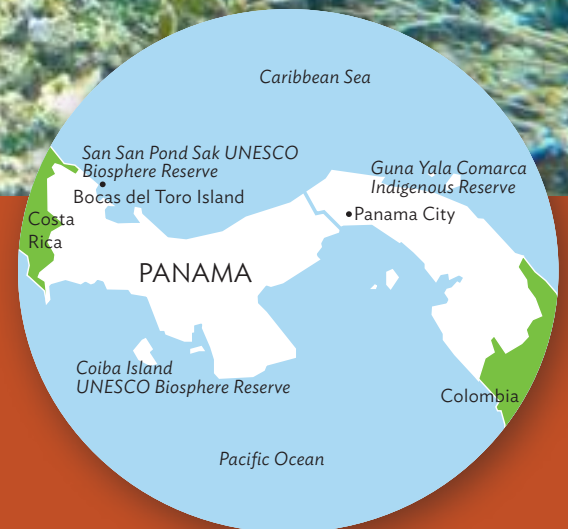 Caribbean Sea
San San Pond Sak UNESCO
Biosphere Reserve
Bocas del Toro Island
Guna Yala Comarca
Indigenous Reserve
Panama City
Costa
Rica
PANAMA
Coiba Island
UNESCO Biosphere Reserve
Colombia
Pacific Ocean